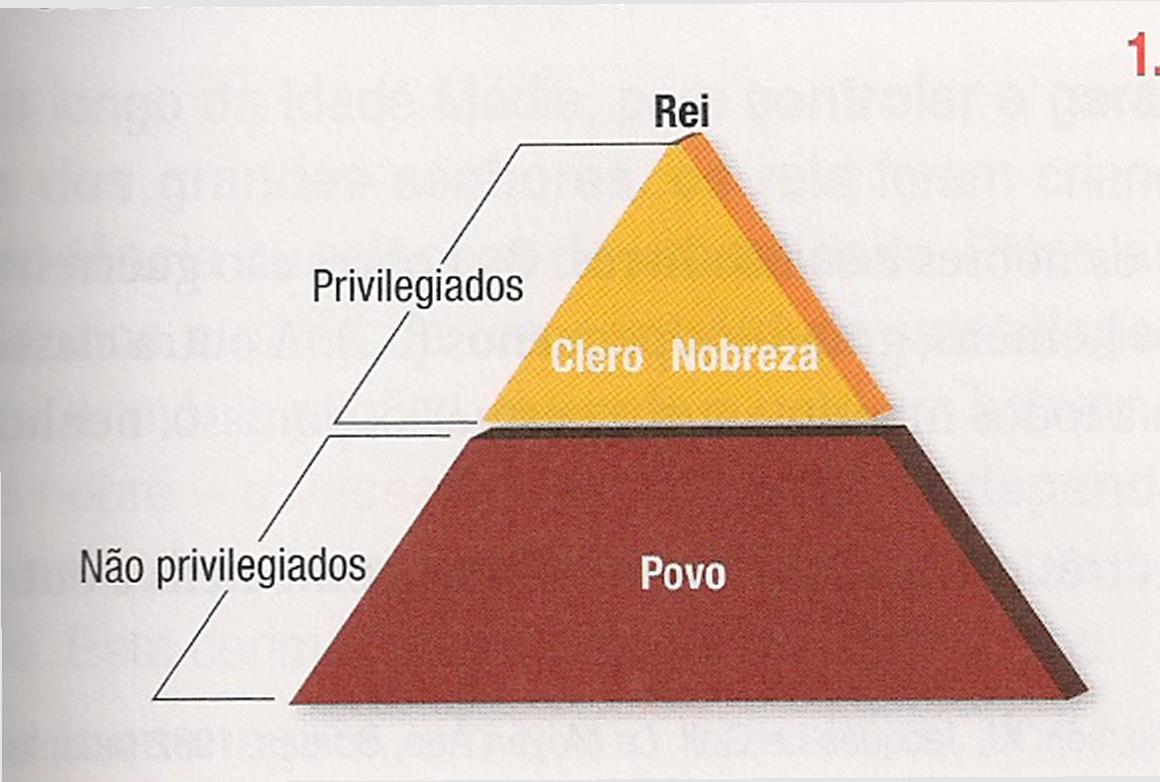 1.
Rei
Privilegiados
Clero Nobreza
Não privilegiados
Povo